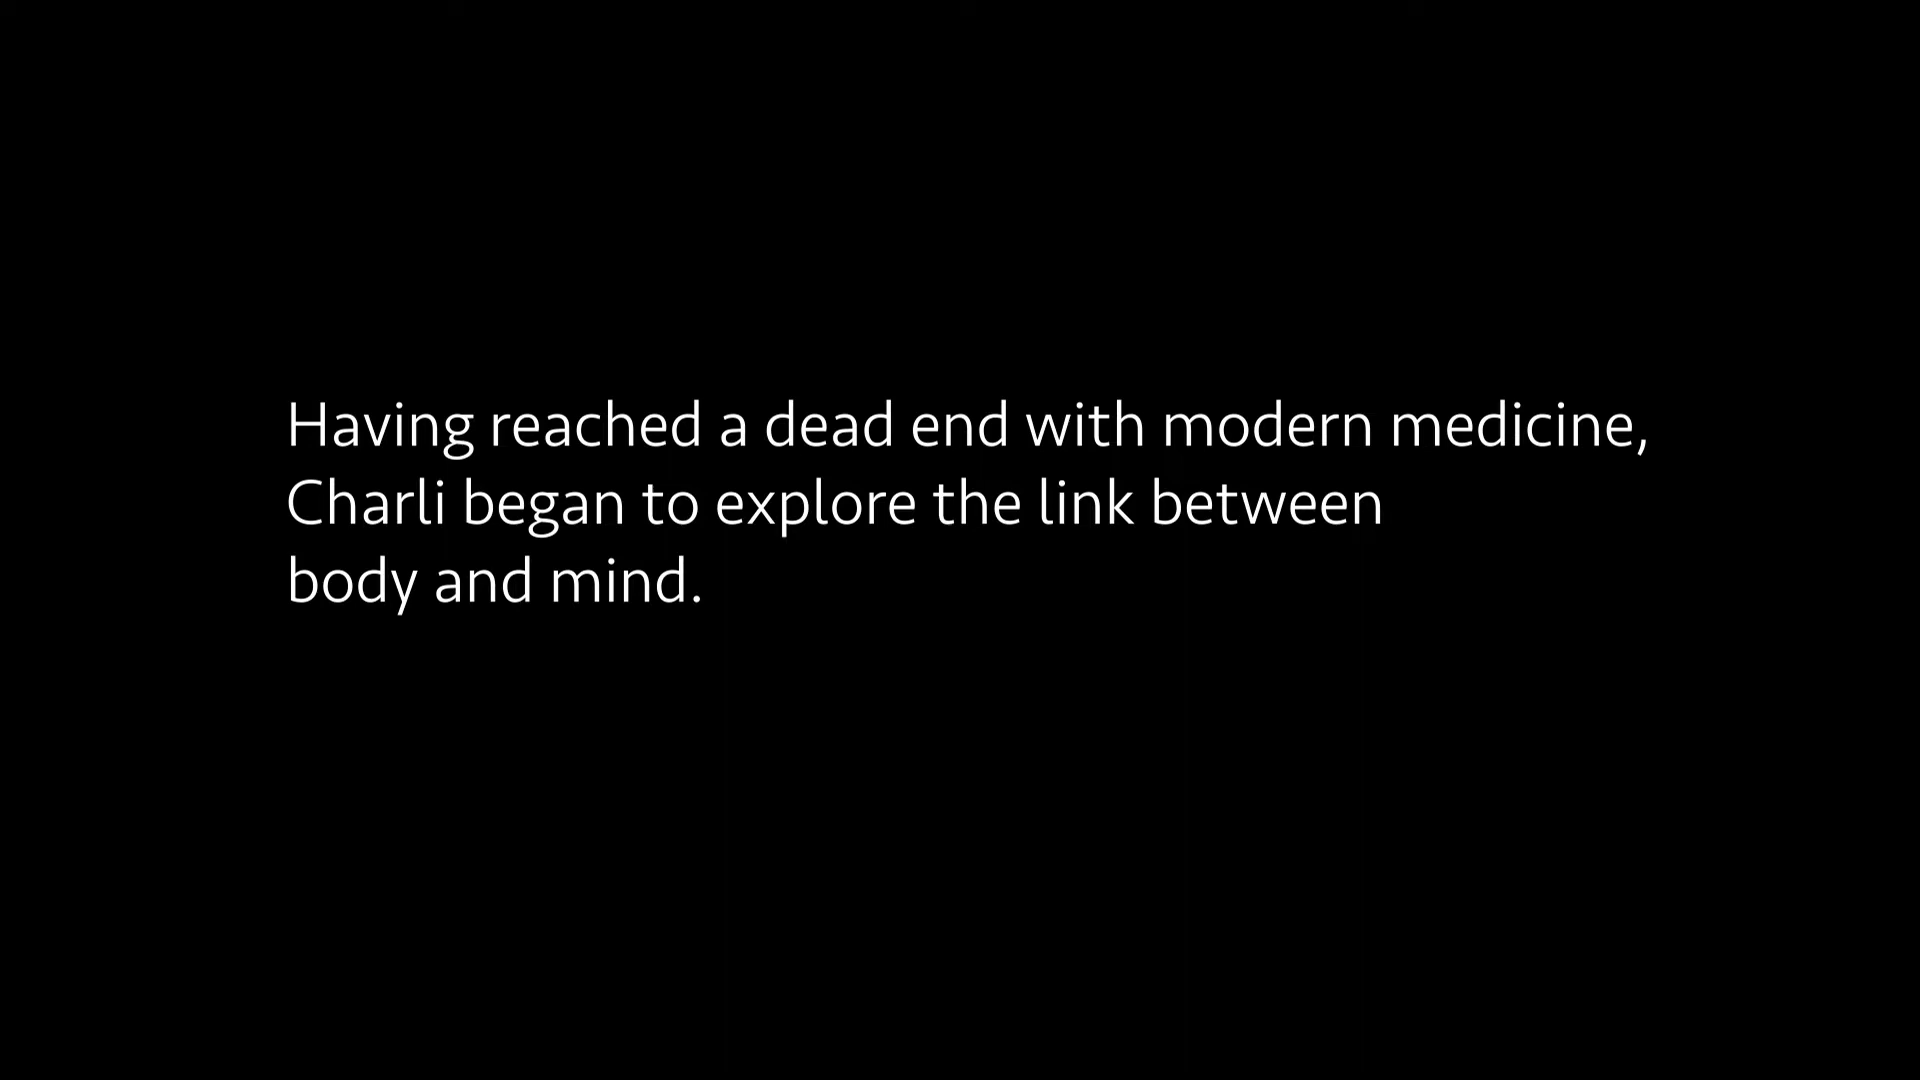 Having reached a dead end with modern medicine,
Charli began to explore the link between
body and mind.